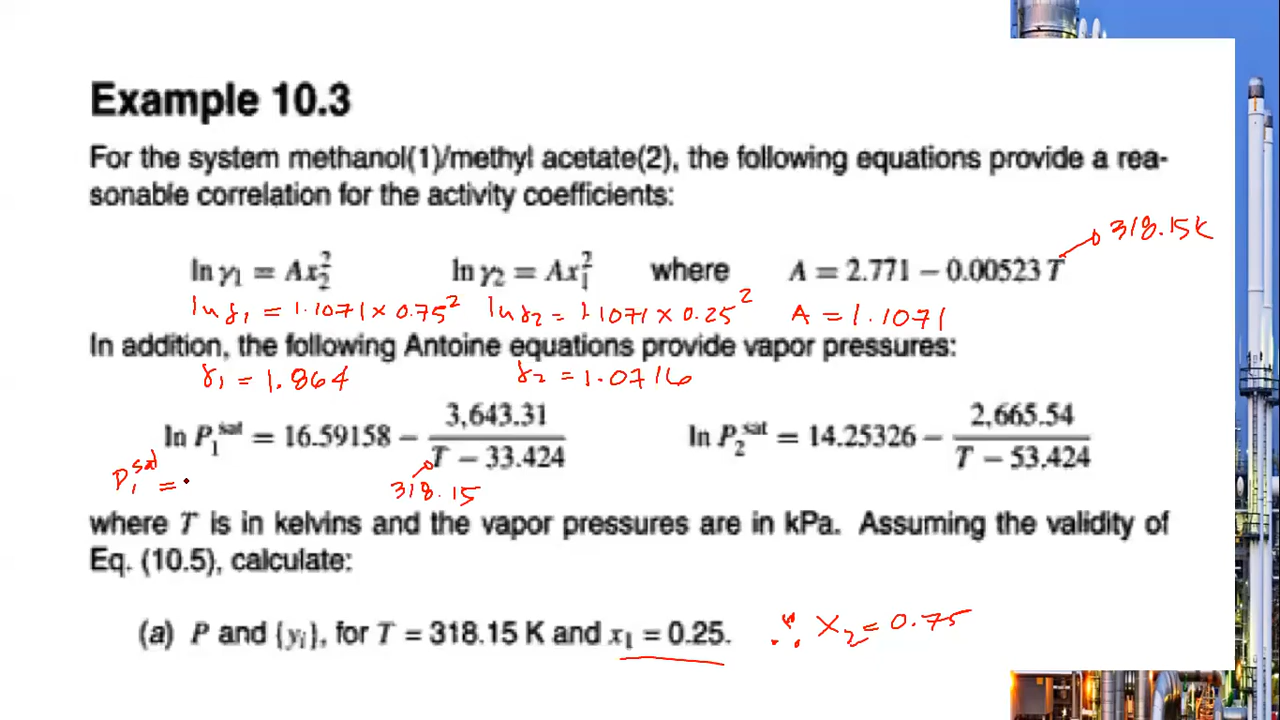 Example 10.3
For the system methanol(1)/methyl acetate(2), the following equations provide a rea-
sonable correlation for the activity coefficients:
318.15K
ln γ₁ = Ax₂² ln γ₂ = Ax₁² where A = 2.771 − 0.00523 T
ln γ₁ = 1.1071 × 0.75² ln γ₂ = 1.1071 × 0.25² A = 1.1071
In addition, the following Antoine equations provide vapor pressures:
γ₁ = 1.864 γ₂ = 1.0716
ln P₁ˢᵃᵗ = 16.59158 − 3,643.31 / (T − 33.424) ln P₂ˢᵃᵗ = 14.25326 − 2,665.54 / (T − 53.424)
P₁ˢᵃᵗ = 318.15
where T is in kelvins and the vapor pressures are in kPa. Assuming the validity of
Eq. (10.5), calculate:
(a) P and {yᵢ}, for T = 318.15 K and x₁ = 0.25. ∴ x₂ = 0.75